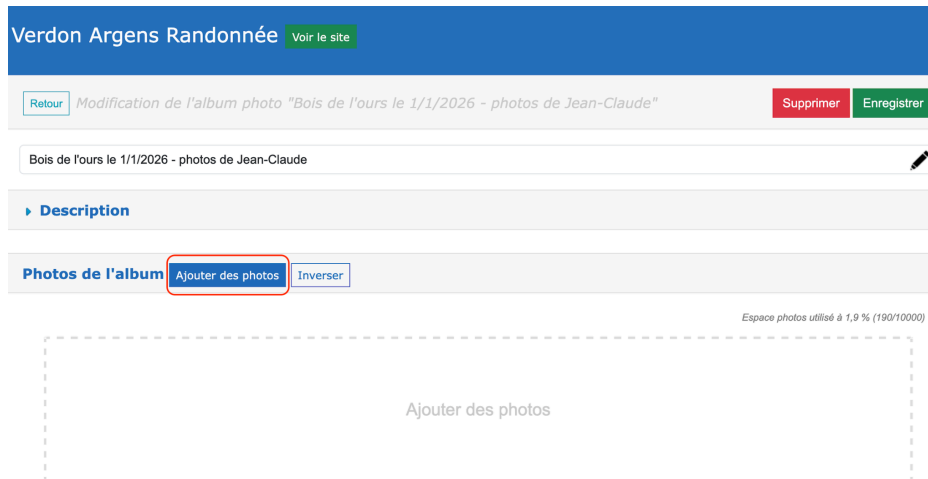 Verdon Argens Randonnée Voir le site
Retour Modification de l'album photo "Bois de l'ours le 1/1/2026 - photos de Jean-Claude" Supprimer Enregistrer
Bois de l'ours le 1/1/2026 - photos de Jean-Claude
Description
Photos de l'album Ajouter des photos Inverser
Espace photos utilisé à 1,9 % (190/10000)
Ajouter des photos